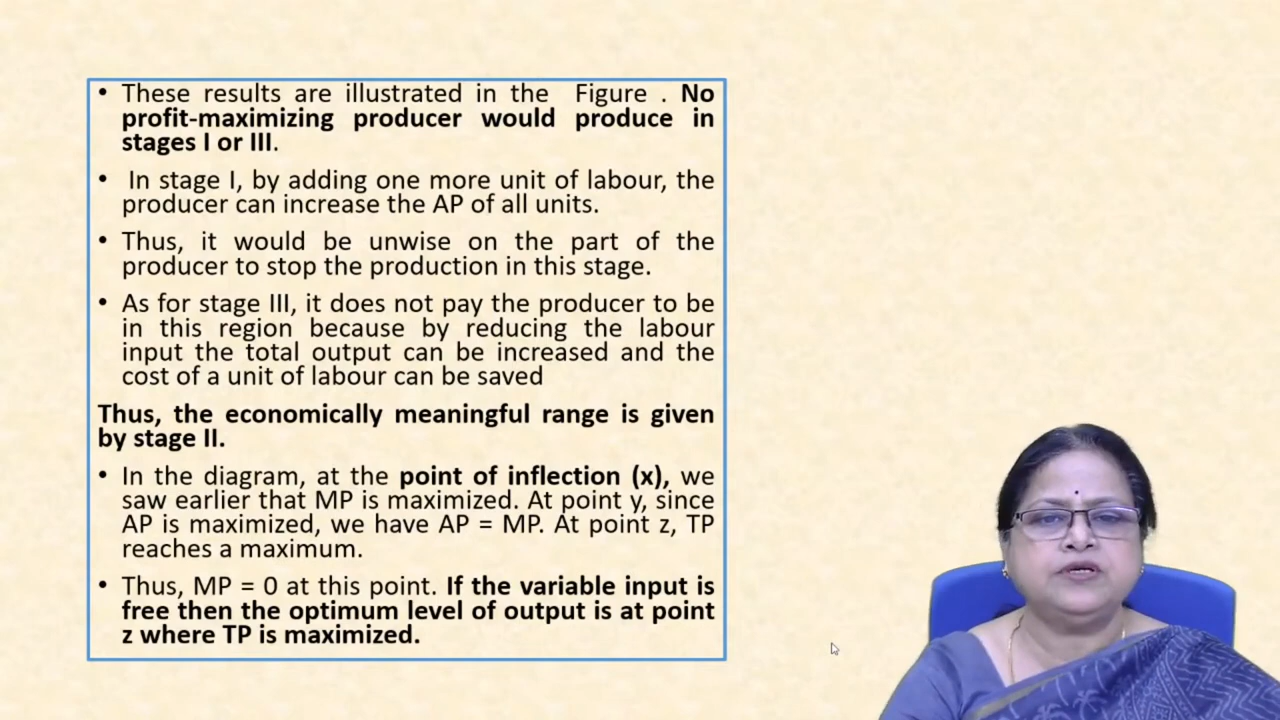 • These results are illustrated in the Figure . No
profit-maximizing producer would produce in
stages I or III.
• In stage I, by adding one more unit of labour, the
producer can increase the AP of all units.
• Thus, it would be unwise on the part of the
producer to stop the production in this stage.
• As for stage III, it does not pay the producer to be
in this region because by reducing the labour
input the total output can be increased and the
cost of a unit of labour can be saved
Thus, the economically meaningful range is given
by stage II.
• In the diagram, at the point of inflection (x), we
saw earlier that MP is maximized. At point y, since
AP is maximized, we have AP = MP. At point z, TP
reaches a maximum.
• Thus, MP = 0 at this point. If the variable input is
free then the optimum level of output is at point
z where TP is maximized.